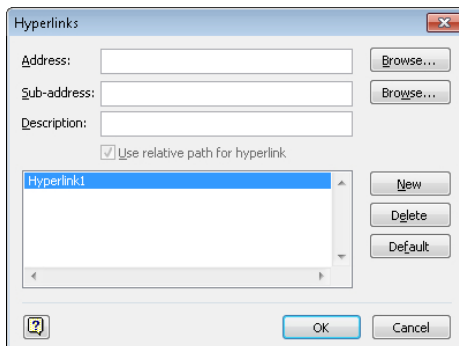 Hyperlinks
Address:
Browse...
Sub-address:
Browse...
Description:
Use relative path for hyperlink
Hyperlink1
New
Delete
Default
?
OK
Cancel